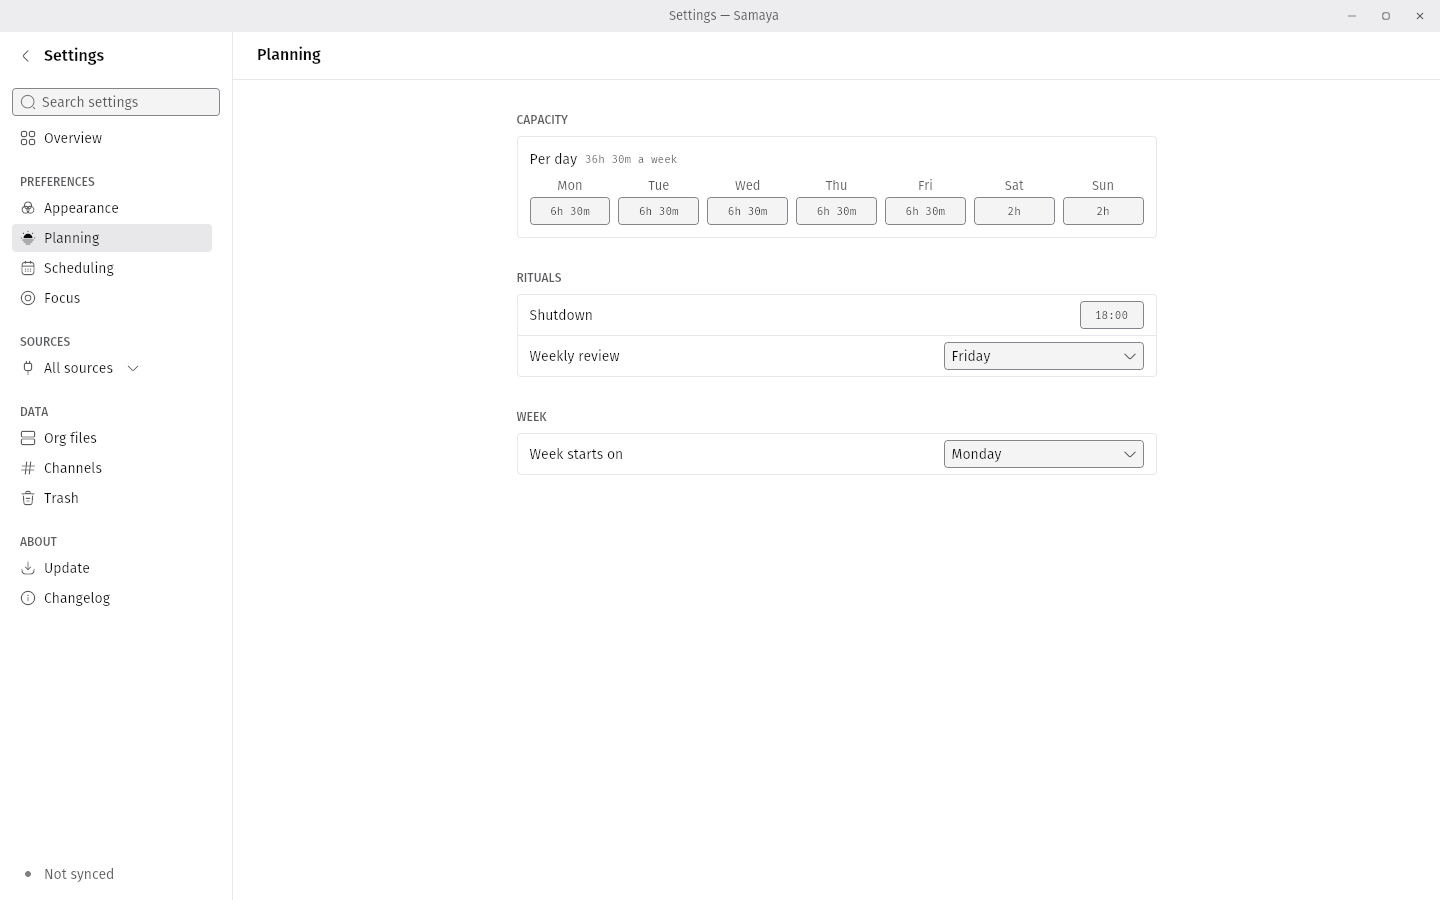 Settings — Samaya
Settings
Search settings
Overview
PREFERENCES
Appearance
Planning
Scheduling
Focus
SOURCES
All sources
DATA
Org files
Channels
Trash
ABOUT
Update
Changelog
Not synced
Planning
CAPACITY
Per day 36h 30m a week
Mon Tue Wed Thu Fri Sat Sun
6h 30m 6h 30m 6h 30m 6h 30m 6h 30m 2h 2h
RITUALS
Shutdown 18:00
Weekly review Friday
WEEK
Week starts on Monday